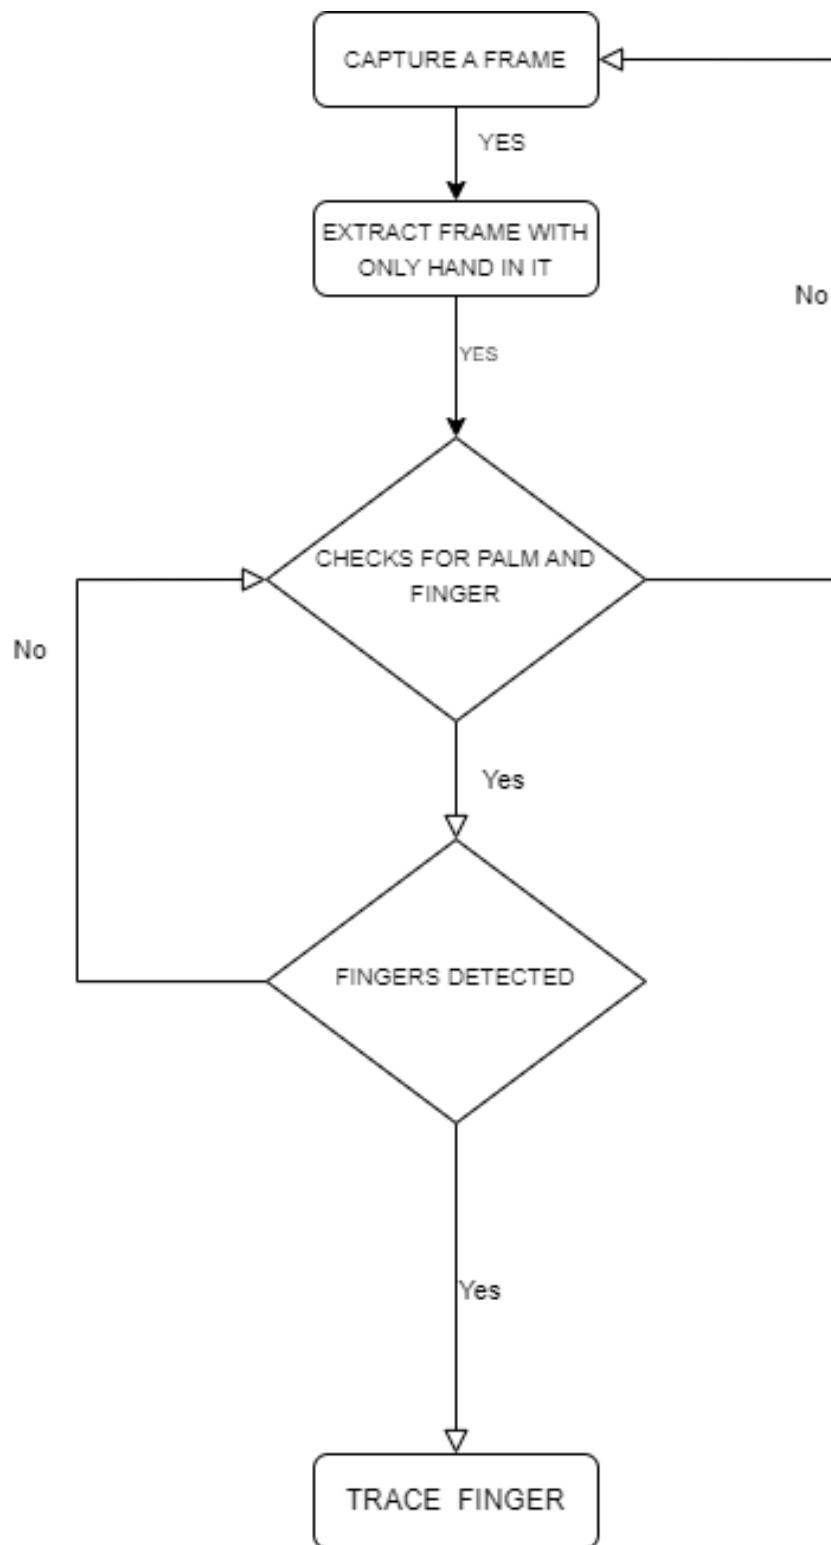 CAPTURE A FRAME
YES
EXTRACT FRAME WITH
ONLY HAND IN IT
No
YES
CHECKS FOR PALM AND
FINGER
No
Yes
FINGERS DETECTED
Yes
TRACE FINGER